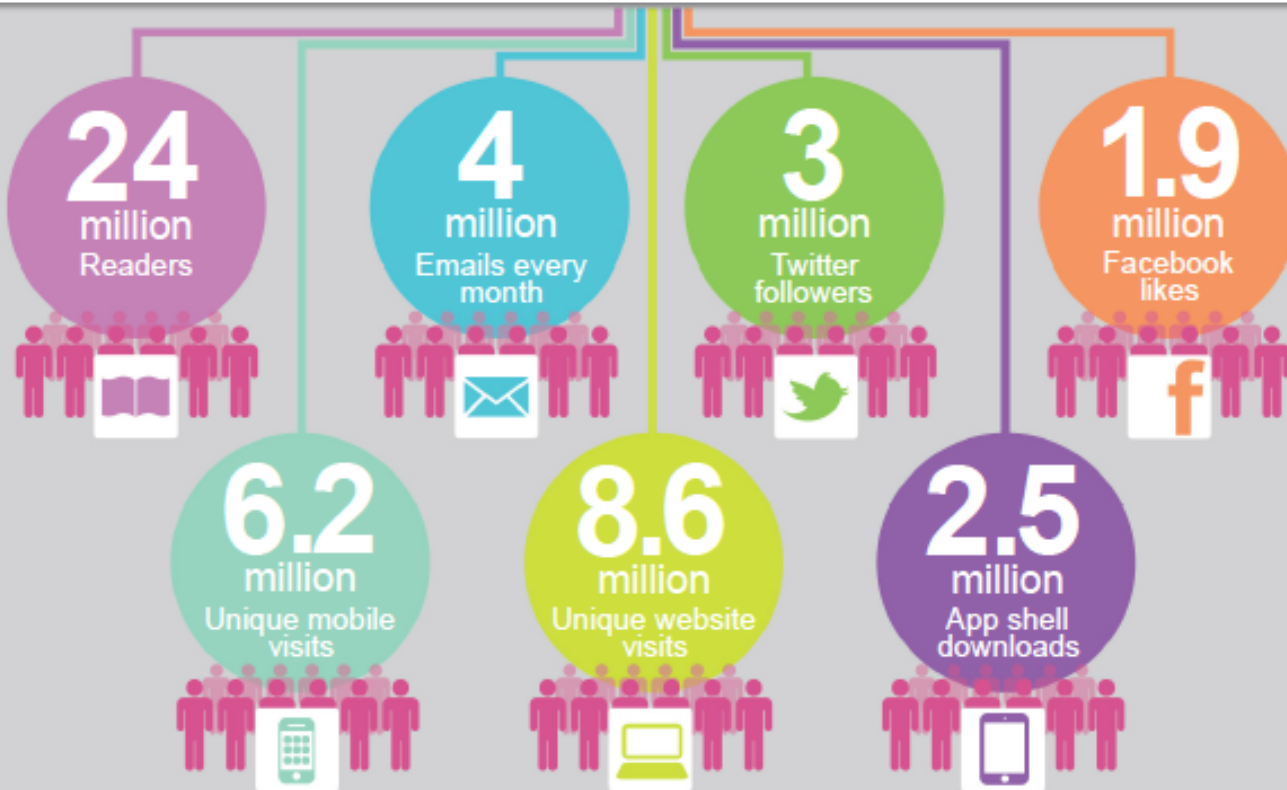 24
million
Readers
4
million
Emails every
month
3
million
Twitter
followers
1.9
million
Facebook
likes
6.2
million
Unique mobile
visits
8.6
million
Unique website
visits
2.5
million
App shell
downloads
f